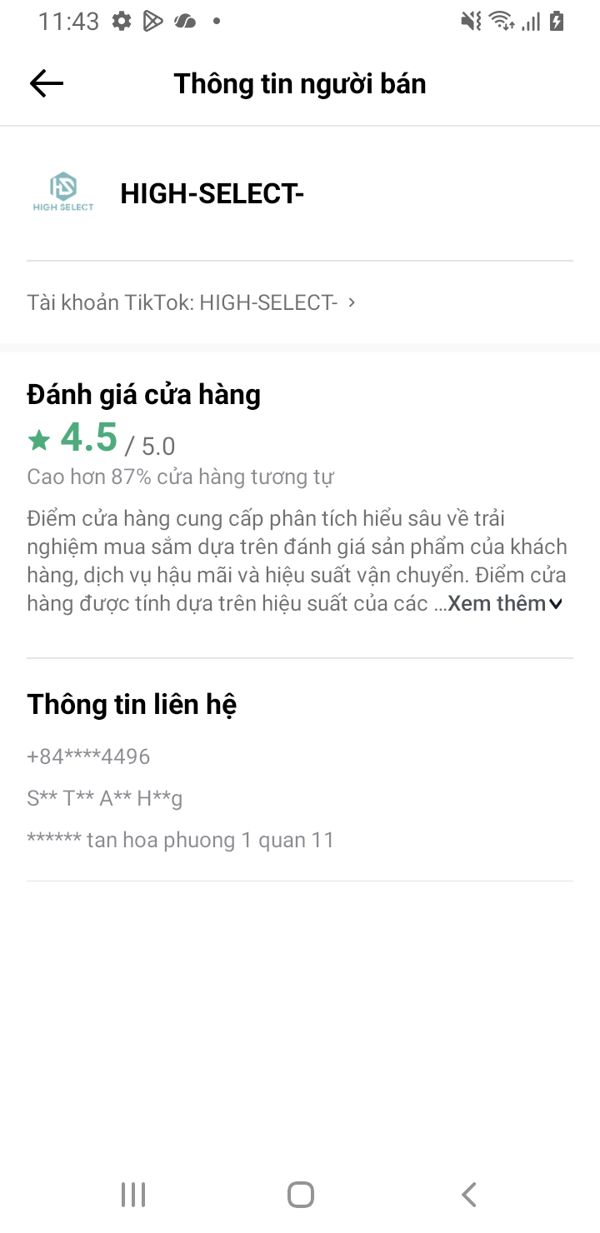 11:43
Thông tin người bán
HIGH SELECT
HIGH-SELECT-
Tài khoản TikTok: HIGH-SELECT- >
Đánh giá cửa hàng
★ 4.5 / 5.0
Cao hơn 87% cửa hàng tương tự
Điểm cửa hàng cung cấp phân tích hiểu sâu về trải
nghiệm mua sắm dựa trên đánh giá sản phẩm của khách
hàng, dịch vụ hậu mãi và hiệu suất vận chuyển. Điểm cửa
hàng được tính dựa trên hiệu suất của các ...Xem thêm
Thông tin liên hệ
+84****4496
S** T** A** H**g
****** tan hoa phuong 1 quan 11